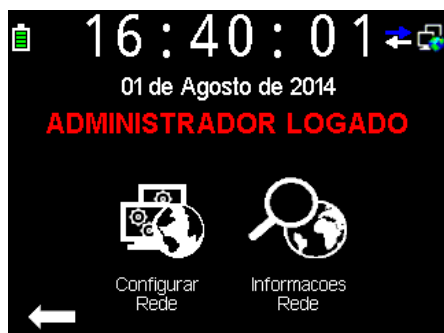 16:40:01
01 de Agosto de 2014
ADMINISTRADOR LOGADO
Configurar
Rede
Informacoes
Rede